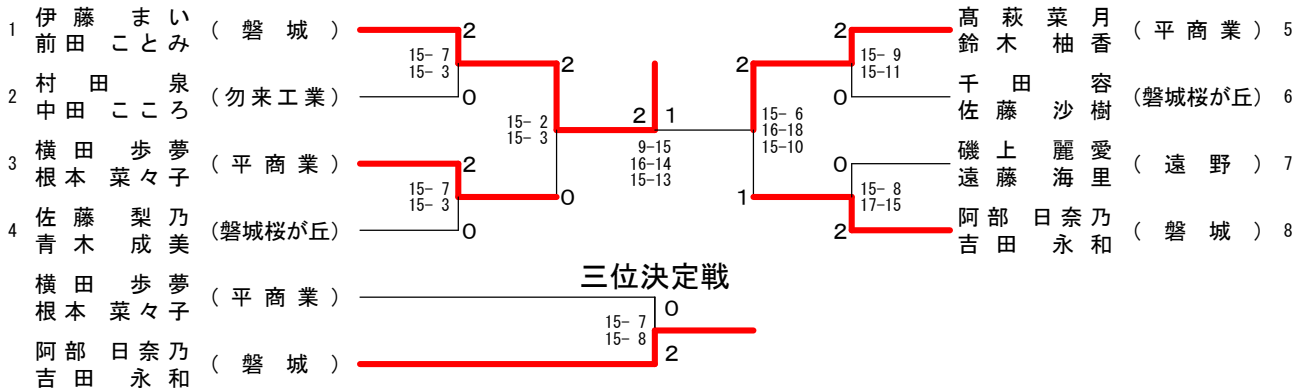 1 伊藤 まい
前田 ことみ
( 磐城 )
2
15- 7
15- 3
2 村田 泉
中田 こころ
(勿来工業)
0
2
15- 2
15- 3
3 横田 歩夢
根本 菜々子
( 平商業 )
2
15- 7
15- 3
0
4 佐藤 梨乃
青木 成美
(磐城桜が丘)
0
2 1
9-15
16-14
15-13
髙萩 菜月
鈴木 柚香
( 平商業 ) 5
2
15- 9
15-11
千田 容
佐藤 沙樹
(磐城桜が丘) 6
0
2
15- 6
16-18
15-10
磯上 麗愛
遠藤 海里
( 遠野 ) 7
0
15- 8
17-15
1
阿部 日奈乃
吉田 永和
( 磐城 ) 8
2
三位決定戦
横田 歩夢
根本 菜々子
( 平商業 )
0
15- 7
15- 8
阿部 日奈乃
吉田 永和
( 磐城 )
2